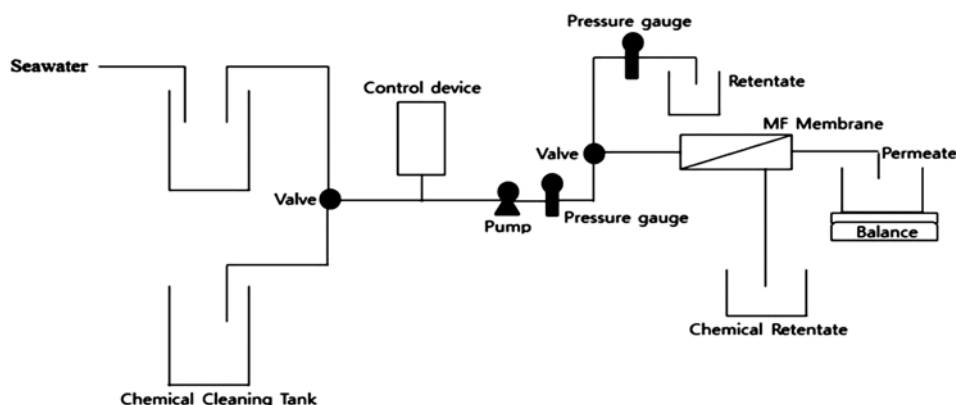 Pressure gauge
Seawater
Control device
Retentate
MF Membrane
Valve
Permeate
Valve
Pressure gauge
Pump
Balance
Chemical Retentate
Chemical Cleaning Tank